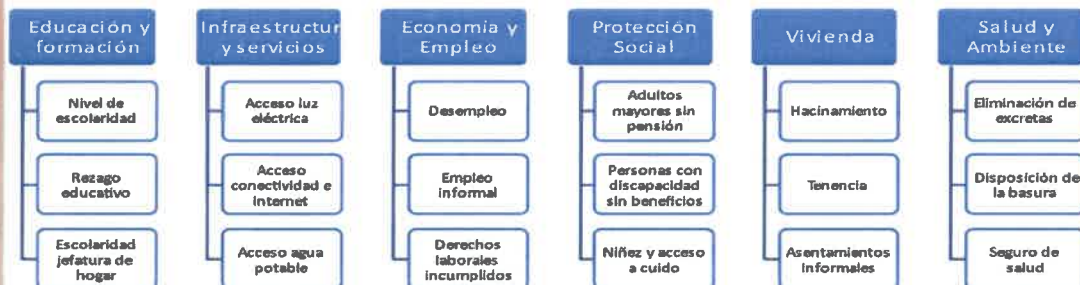 Educación y
formación
Nivel de
escolaridad
Rezago
educativo
Escolaridad
jefatura de
hogar
Infraestructur
y servicios
Acceso luz
eléctrica
Acceso
conectividad e
internet
Acceso agua
potable
Economía y
Empleo
Desempleo
Empleo
informal
Derechos
laborales
incumplidos
Protección
Social
Adultos
mayores sin
pensión
Personas con
discapacidad
sin beneficios
Niñez y acceso
a cuido
Vivienda
Hacinamiento
Tenencia
Asentamientos
informales
Salud y
Ambiente
Eliminación de
excretas
Disposición de
la basura
Seguro de
salud